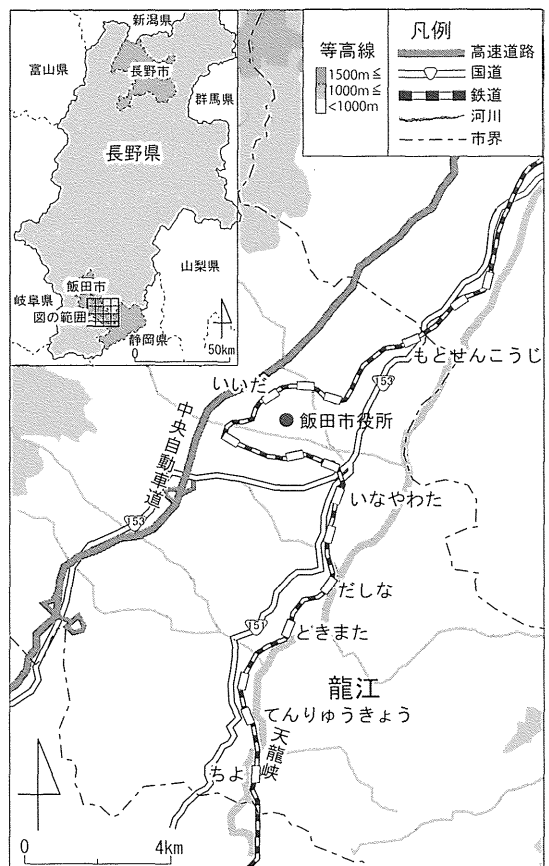 新潟県
富山県
長野市
群馬県
長野県
山梨県
飯田市
岐阜県
図の範囲
静岡県
0 50km
凡例
等高線
1500m≦
1000m≦
<1000m
高速道路
国道
鉄道
河川
市界
もとせんこうじ
いいだ
153
飯田市役所
中央自動車道
153
いなやわた
だしな
151
ときまた
龍江
てんりゅうきょう
天龍峡
ちよ
0 4km